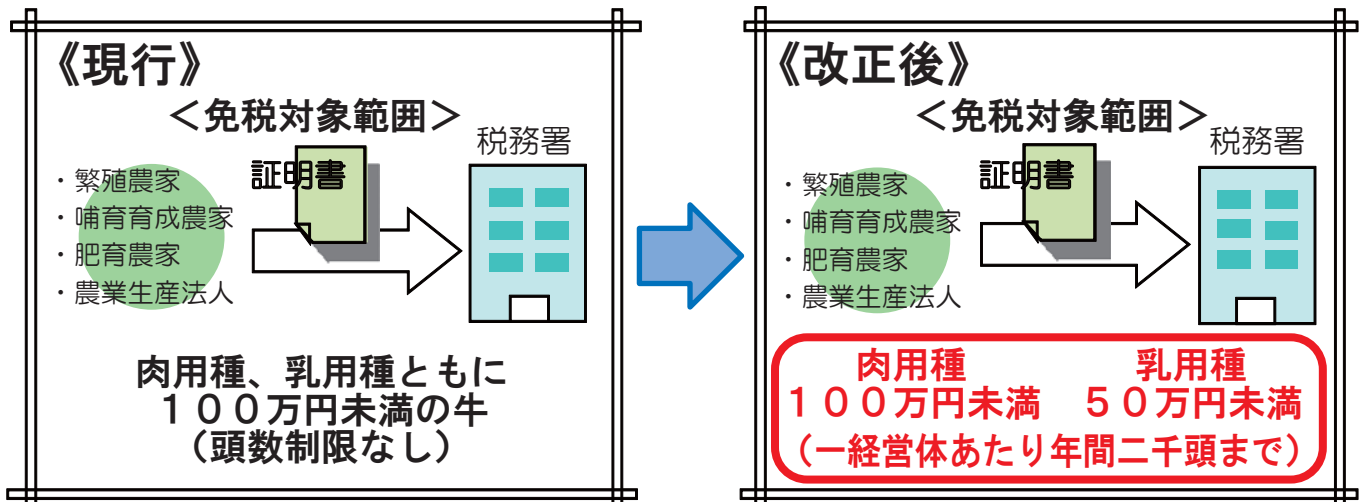 《現行》
＜免税対象範囲＞
税務署
証明書
・繁殖農家
・哺育育成農家
・肥育農家
・農業生産法人
肉用種、乳用種ともに
１００万円未満の牛
（頭数制限なし）
《改正後》
＜免税対象範囲＞
税務署
証明書
・繁殖農家
・哺育育成農家
・肥育農家
・農業生産法人
肉用種　乳用種
１００万円未満　５０万円未満
（一経営体あたり年間二千頭まで）